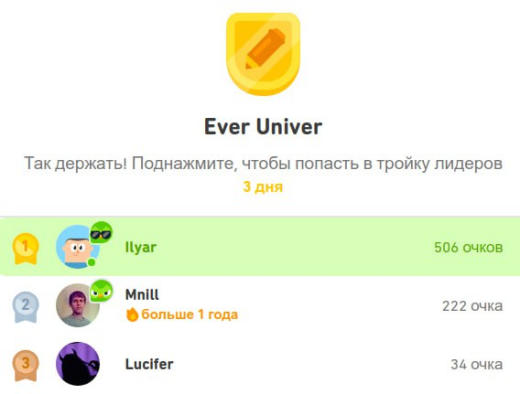 Ever Univer
Так держать! Поднажмите, чтобы попасть в тройку лидеров
3 дня
1
Ilyar
506 очков
2
Mnill
больше 1 года
222 очка
3
Lucifer
34 очка